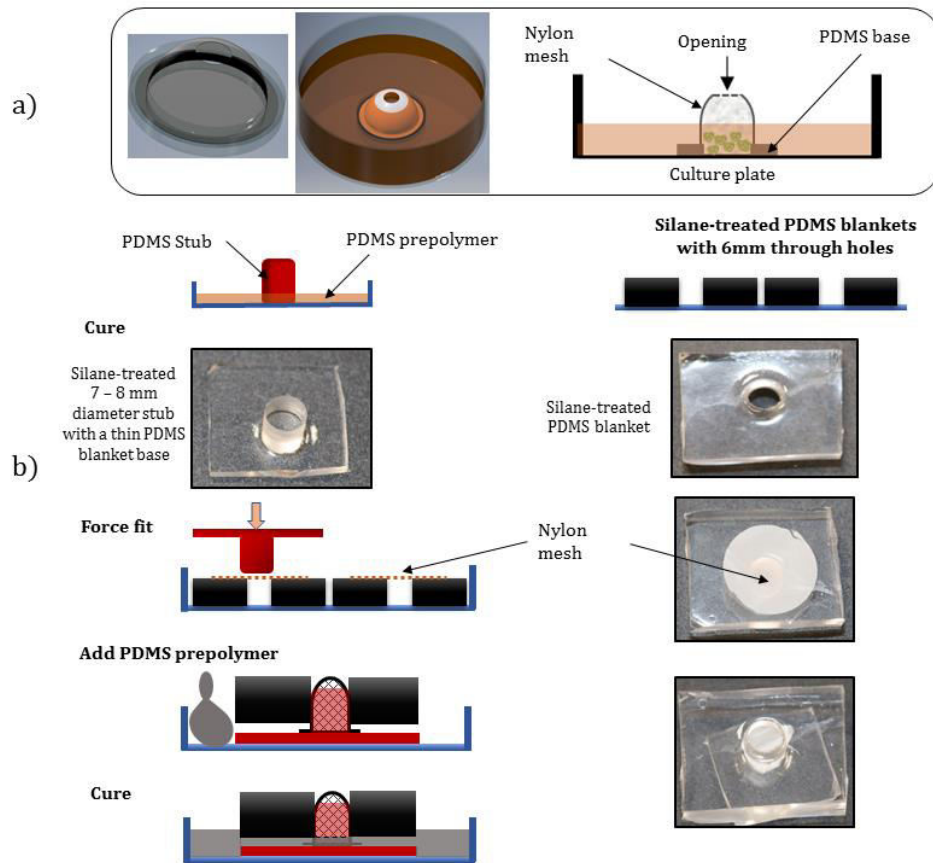 a)
Nylon
mesh
Opening
PDMS base
Culture plate
PDMS Stub
PDMS prepolymer
Silane-treated PDMS blankets
with 6mm through holes
Cure
Silane-treated
7 – 8 mm
diameter stub
with a thin PDMS
blanket base
Silane-treated
PDMS blanket
b)
Force fit
Nylon
mesh
Add PDMS prepolymer
Cure